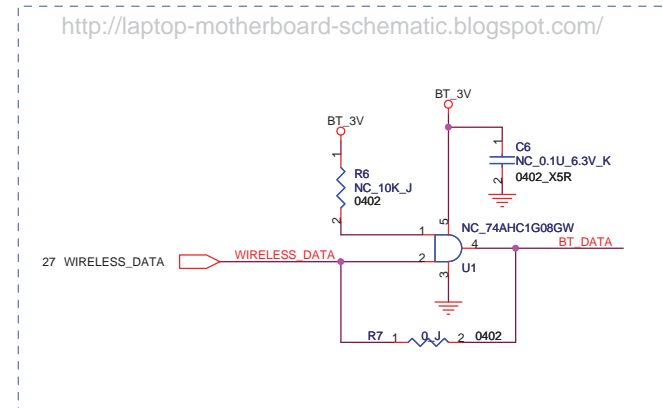 http://laptop-motherboard-schematic.blogspot.com/
BT_3V
BT_3V
1
C6
NC_0.1U_6.3V_K
2
0402_X5R
1
R6
NC_10K_J
0402
2
5
NC_74AHC1G08GW
1
4
BT_DATA
27 WIRELESS_DATA
WIRELESS_DATA
2
U1
3
R7 1 0_J 2 0402